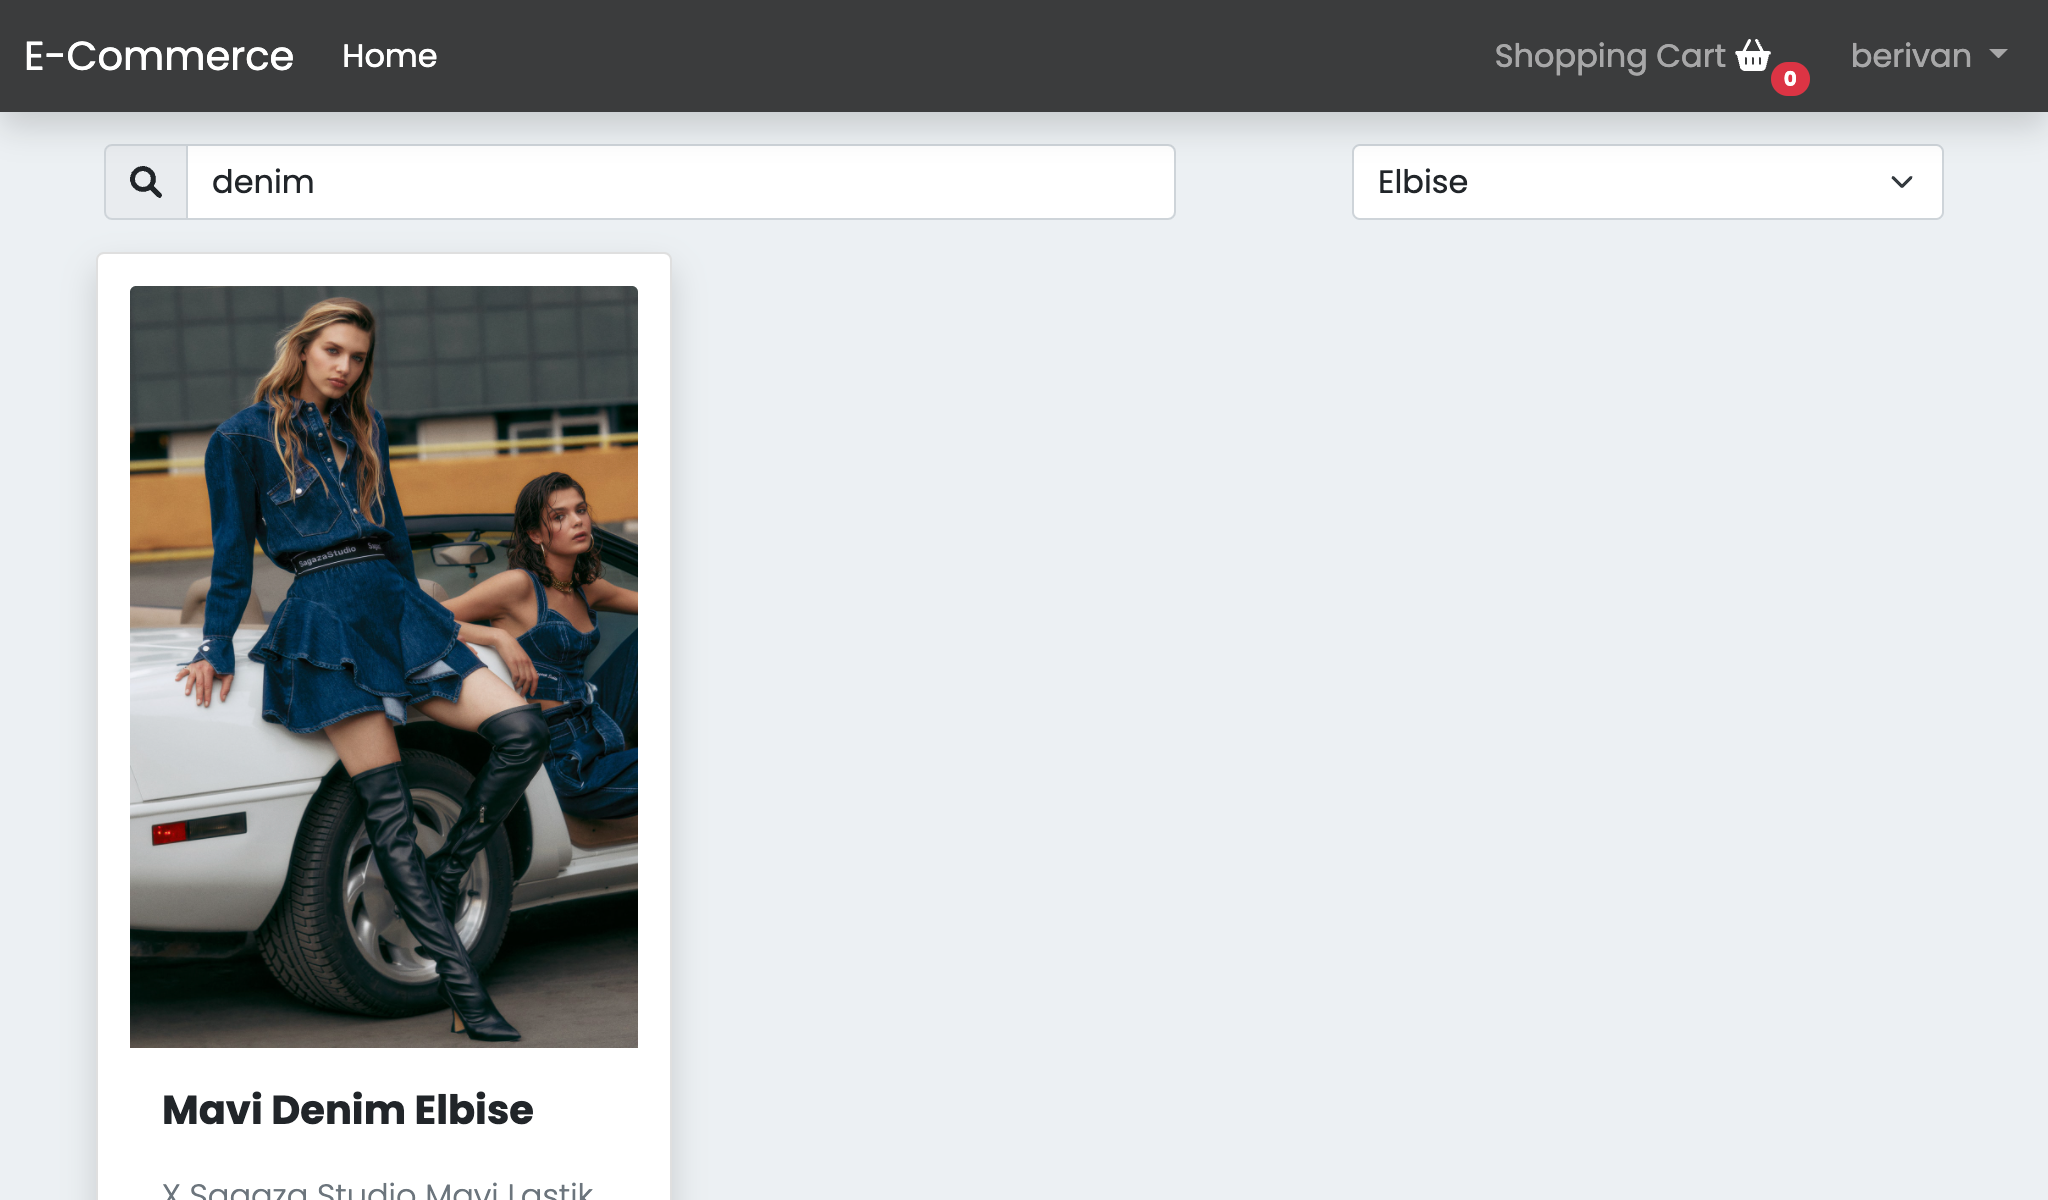 E-Commerce Home Shopping Cart 0 berivan
denim Elbise
SagazaStudio
Mavi Denim Elbise
X Sagaza Studio Mavi Lastik